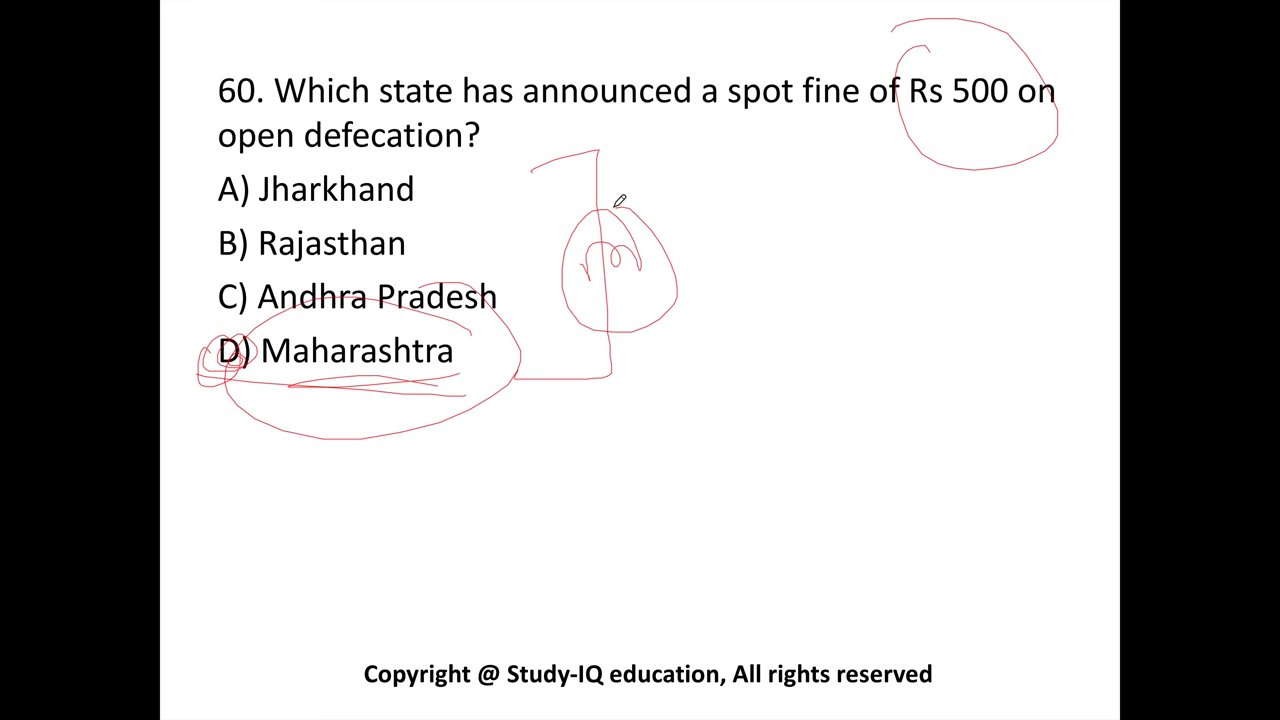 60. Which state has announced a spot fine of Rs 500 on
open defecation?
A) Jharkhand
B) Rajasthan
C) Andhra Pradesh
D) Maharashtra
Copyright @ Study-IQ education, All rights reserved